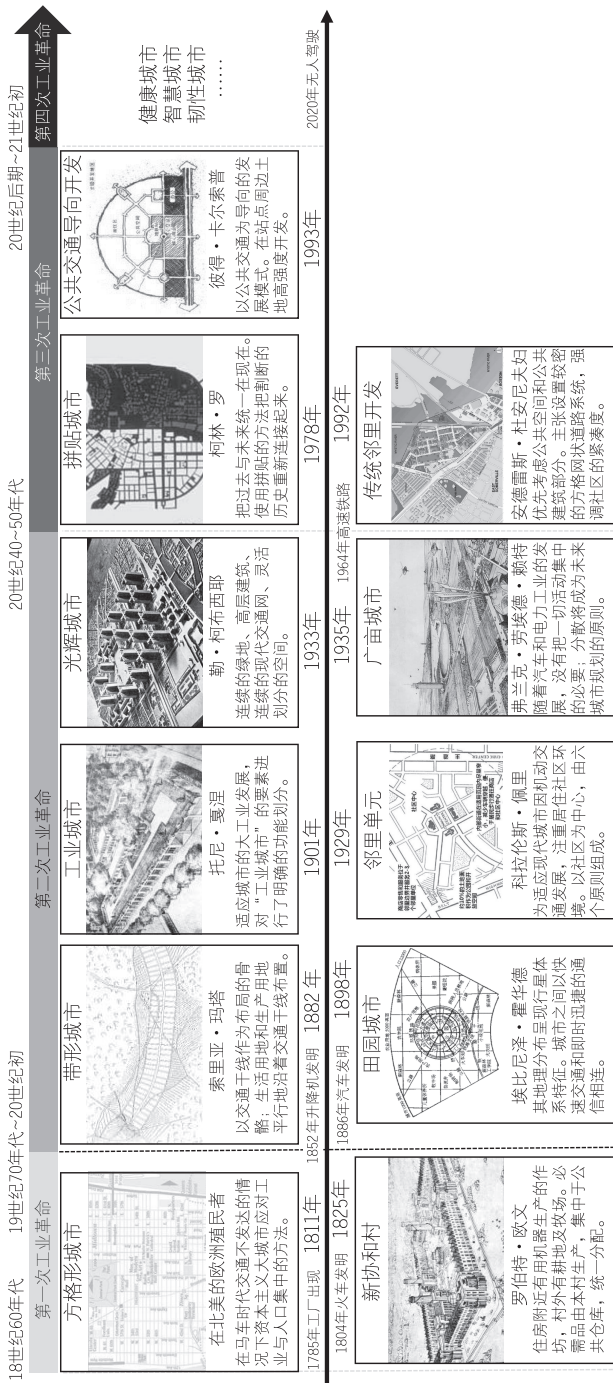 18世纪60年代
19世纪70年代~20世纪初
20世纪40~50年代
20世纪后期~21世纪初
第一次工业革命
第二次工业革命
第三次工业革命
第四次工业革命
方格形城市
在北美的欧洲殖民者
在马车时代交通不发达的情
况下资本主义大城市应对工
业与人口集中的方法。
带形城市
索里亚·玛塔
以交通干线作为布局的骨
骼；生活用地和生产用地
平行地沿着交通干线布置。
工业城市
托尼·戛涅
适应城市的大工业发展，
对“工业城市”的要素进
行了明确的功能划分。
光辉城市
勒·柯布西耶
连续的绿地、高层建筑、
连续的现代交通网、灵活
划分的空间。
拼贴城市
柯林·罗
把过去与未来统一在现在。
使用拼贴的方法把割断的
历史重新连接起来。
公共交通导向开发
彼得·卡尔索普
以公共交通为导向的发
展模式。在站点周边土
地高强度开发。
健康城市
智慧城市
韧性城市
……
1785年工厂出现
1811年
1852年升降机发明
1882年
1901年
1933年
1978年
1993年
2020年无人驾驶
1804年火车发明
1825年
1886年汽车发明
1898年
1929年
1935年
1964年高速铁路
1992年
新协和村
罗伯特·欧文
住房附近有用机器生产的作
坊，村外有耕地及牧场。必
需品由本村生产，集中于公
共仓库，统一分配。
田园城市
埃比尼泽·霍华德
其地理分布呈现行星体
系特征。城市之间以快
速交通和即时迅捷的通
信相连。
邻里单元
社区中心
科拉伦斯·佩里
为适应现代城市因机动交
通发展，注重居住社区环
境。以社区为中心，由六
个原则组成。
广亩城市
弗兰克·劳埃德·赖特
随着汽车和电力工业的发
展，没有把一切活动集中
的必要；分散将成为未来
城市规划的原则。
传统邻里开发
安德雷斯·杜安尼夫妇
优先考虑公共空间和公共
建筑部分。主张设置较密
的方格网状道路系统，强
调社区的紧凑度。